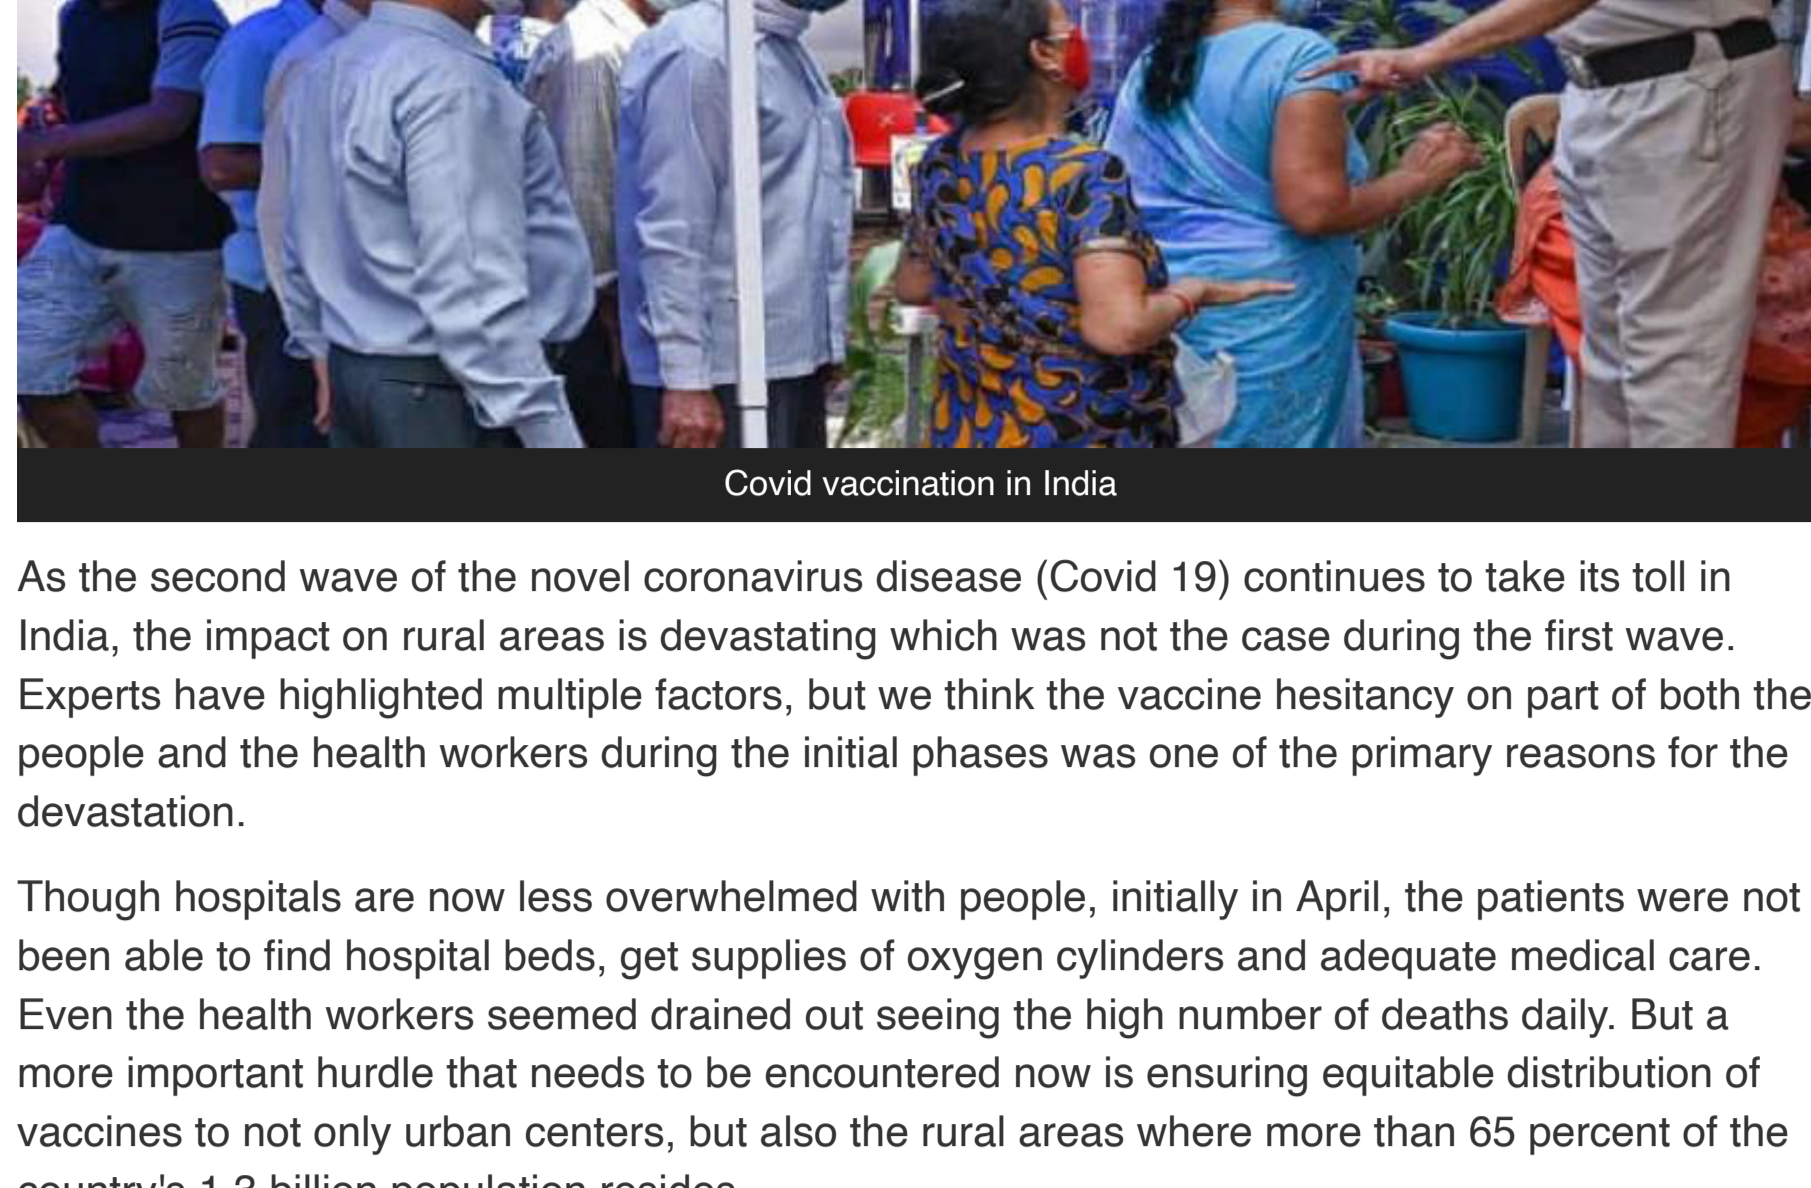 Covid vaccination in India
As the second wave of the novel coronavirus disease (Covid 19) continues to take its toll in
India, the impact on rural areas is devastating which was not the case during the first wave.
Experts have highlighted multiple factors, but we think the vaccine hesitancy on part of both the
people and the health workers during the initial phases was one of the primary reasons for the
devastation.
Though hospitals are now less overwhelmed with people, initially in April, the patients were not
been able to find hospital beds, get supplies of oxygen cylinders and adequate medical care.
Even the health workers seemed drained out seeing the high number of deaths daily. But a
more important hurdle that needs to be encountered now is ensuring equitable distribution of
vaccines to not only urban centers, but also the rural areas where more than 65 percent of the
country's 1.3 billion population resides.